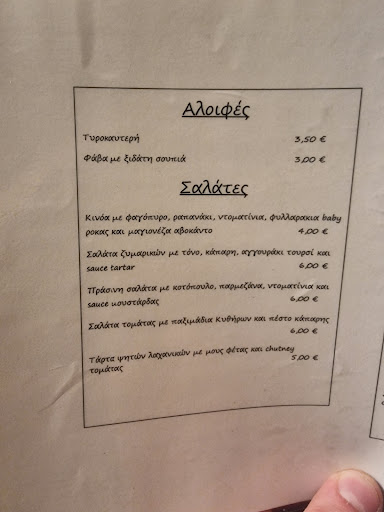 Αλοιφές
Τυροκαυτερή 3,50 €
Φάβα με ξιδάτη σουπιά 3,00 €
Σαλάτες
Κινόα με φαγόπυρο, ραπανάκι, ντοματίνια, φυλλαρακια baby
ροκας και μαγιονέζα αβοκάντο 4,00 €
Σαλάτα ζυμαρικών με τόνο, κάπαρη, αγγουράκι τουρσί και
sauce tartar 6,00 €
Πράσινη σαλάτα με κοτόπουλο, παρμεζάνα, ντοματίνια και
sauce μουστάρδας 6,00 €
Σαλάτα τομάτας με παξιμάδια Κυθήρων και πέστο κάπαρης
6,00 €
Τάρτα ψητών λαχανικών με μους φέτας και chutney
τομάτας 5,00 €